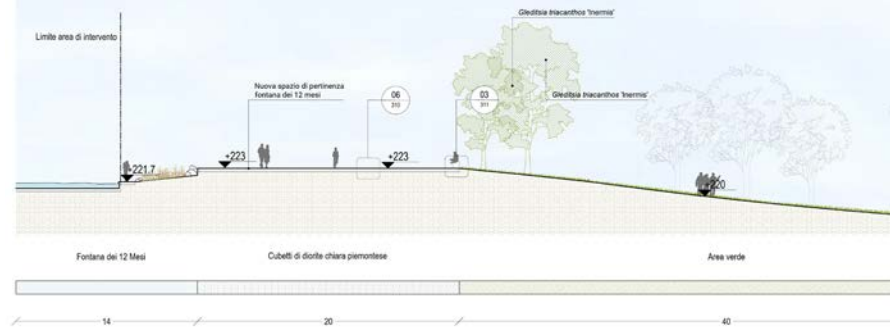 Gleditsia triacanthos 'Inermis'
Limite area di intervento
Nuova spazio di pertinenza
fontana dei 12 mesi
06
310
03
311
Gleditsia triacanthos 'Inermis'
+221.7
+223
+223
+220
Fontana dei 12 Mesi
Cubetti di diorite chiara piemontese
Area verde
14
20
40